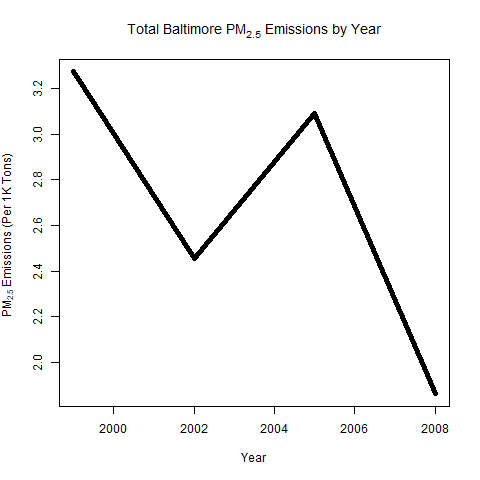 Total Baltimore PM2.5 Emissions by Year
PM2.5 Emissions (Per 1K Tons)
3.2
3.0
2.8
2.6
2.4
2.2
2.0
2000 2002 2004 2006 2008
Year